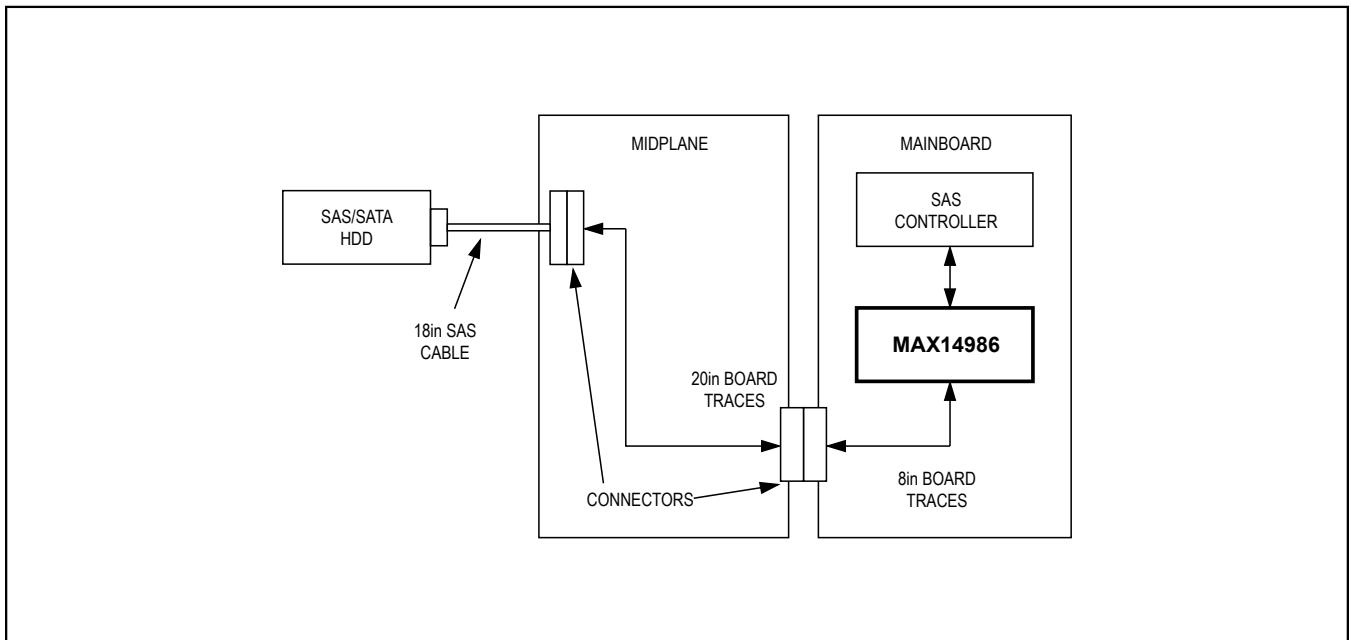 MIDPLANE
MAINBOARD
SAS/SATA
HDD
SAS
CONTROLLER
18in SAS
CABLE
MAX14986
20in BOARD
TRACES
CONNECTORS
8in BOARD
TRACES